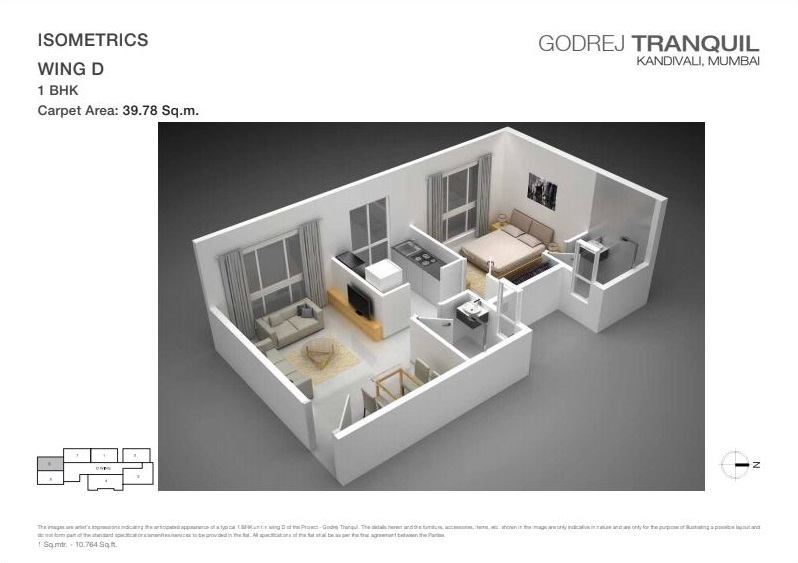 ISOMETRICS
GODREJ TRANQUIL
KANDIVALI, MUMBAI
WING D
1 BHK
Carpet Area: 39.78 Sq.m.
N
The images are artist's impressions indicating the anticipated appearance of a typical 1 BHK unit in wing D of the Project - Godrej Tranquil. The details herein and the furniture, accessories, items, etc. shown in the image are only indicative in nature and are only for the purpose of illustrating a possible layout and
do not form part of the standard specifications/amenities/services to be provided in the flat. All specifications of the flat shall be as per the final agreement between the Parties.
1 Sq.mtr. - 10.764 Sq.ft.